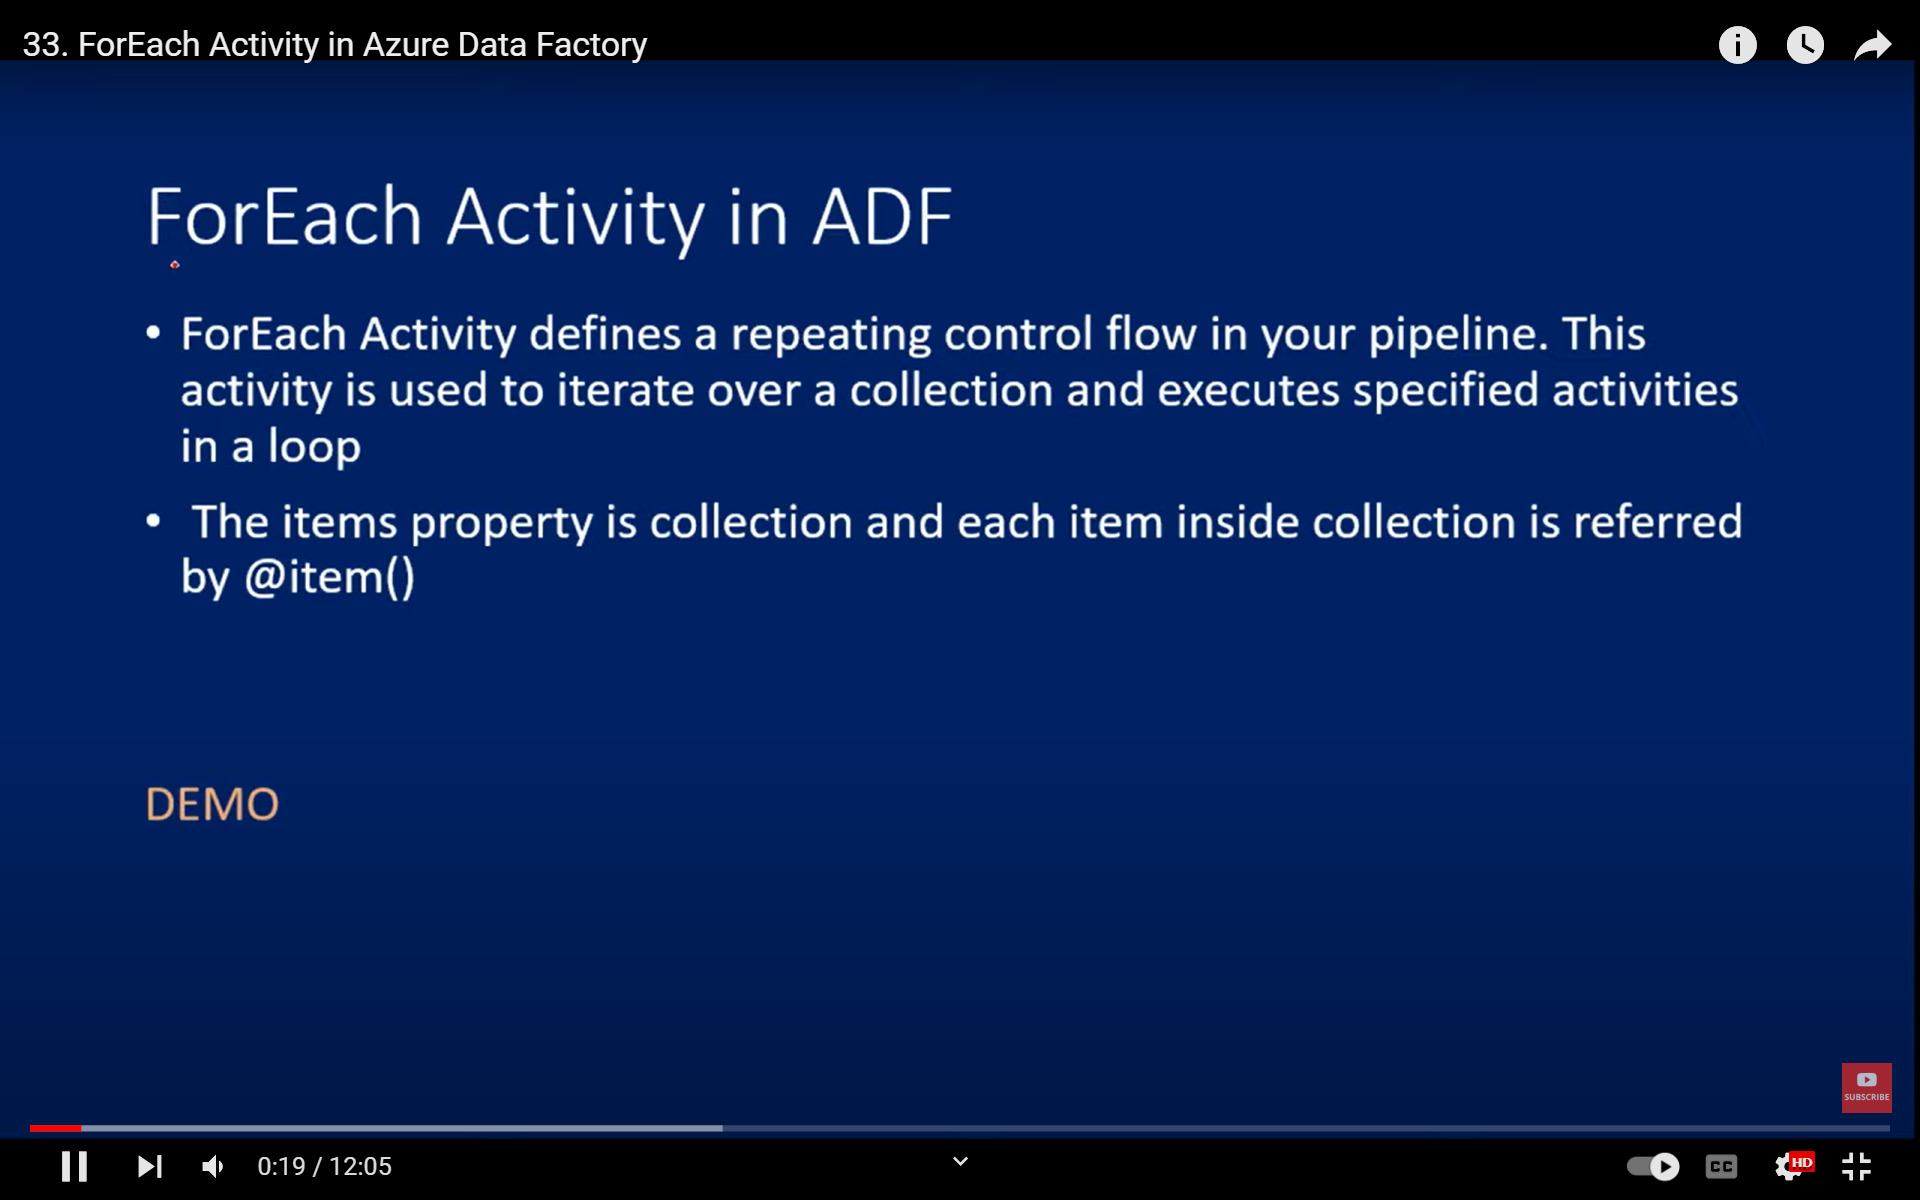 33. ForEach Activity in Azure Data Factory
ForEach Activity in ADF
• ForEach Activity defines a repeating control flow in your pipeline. This
activity is used to iterate over a collection and executes specified activities
in a loop
• The items property is collection and each item inside collection is referred
by @item()
DEMO
SUBSCRIBE
0:19 / 12:05
CC
HD